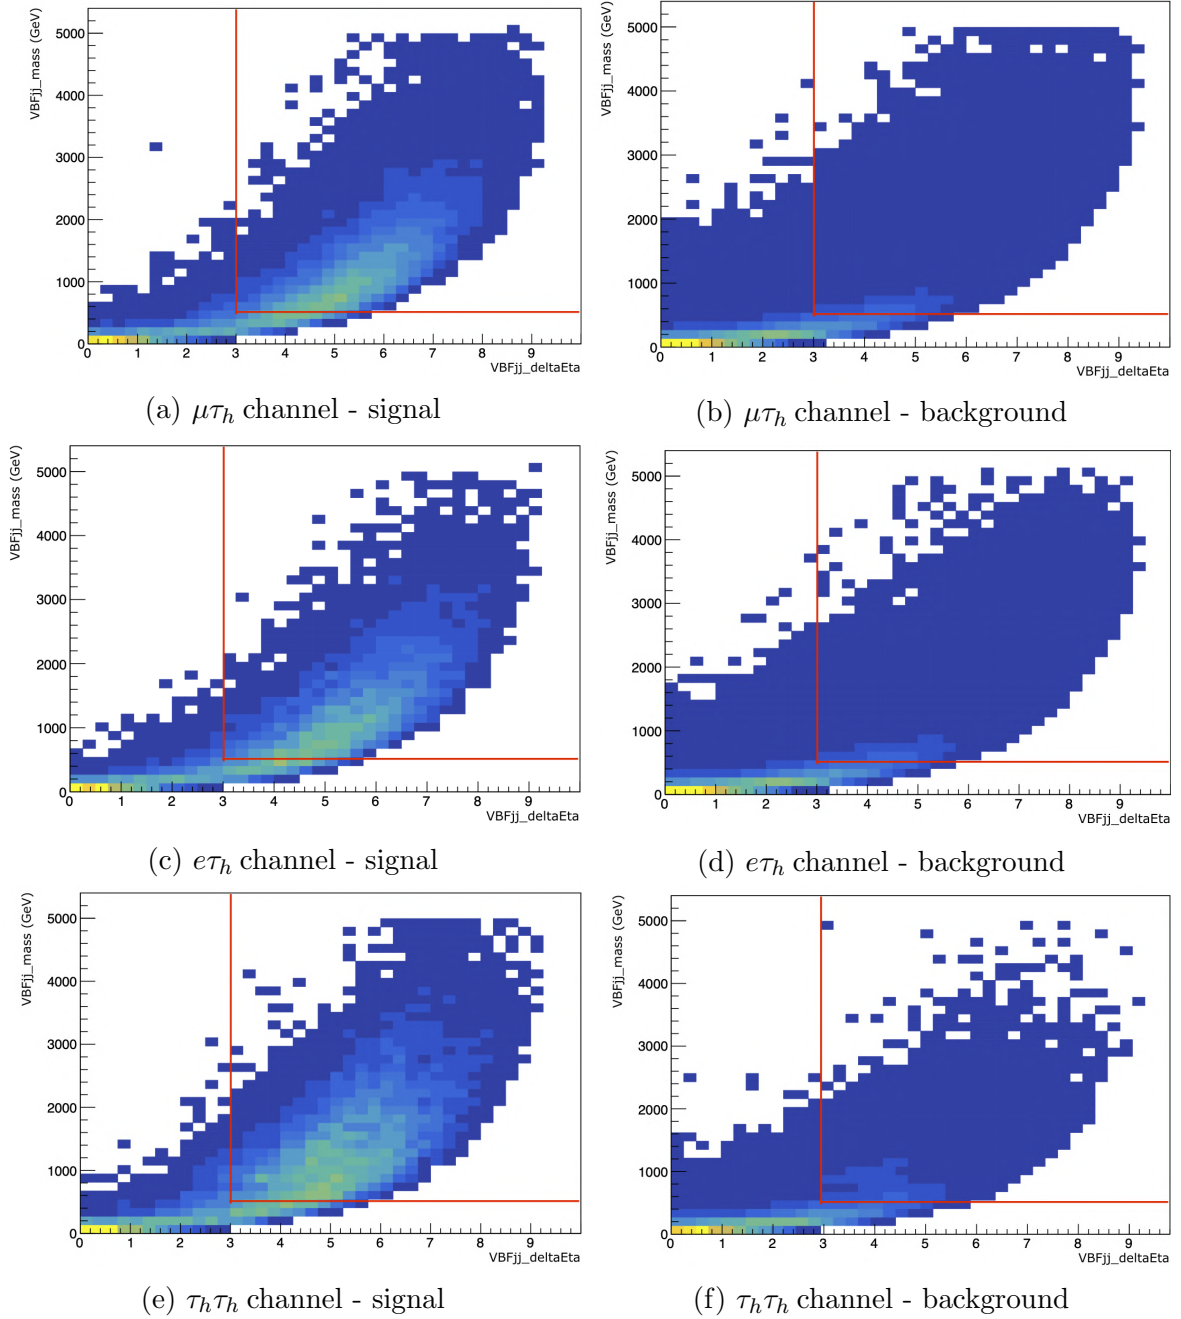 VBFjj_mass (GeV)
5000
4000
3000
2000
1000
0
0 1 2 3 4 5 6 7 8 9
VBFjj_deltaEta
(a) μτh channel - signal
VBFjj_mass (GeV)
5000
4000
3000
2000
1000
0
0 1 2 3 4 5 6 7 8 9
VBFjj_deltaEta
(b) μτh channel - background
VBFjj_mass (GeV)
5000
4000
3000
2000
1000
0
0 1 2 3 4 5 6 7 8 9
VBFjj_deltaEta
(c) eτh channel - signal
VBFjj_mass (GeV)
5000
4000
3000
2000
1000
0
0 1 2 3 4 5 6 7 8 9
VBFjj_deltaEta
(d) eτh channel - background
VBFjj_mass (GeV)
5000
4000
3000
2000
1000
0
0 1 2 3 4 5 6 7 8 9
VBFjj_deltaEta
(e) τhτh channel - signal
VBFjj_mass (GeV)
5000
4000
3000
2000
1000
0
0 1 2 3 4 5 6 7 8 9
VBFjj_deltaEta
(f) τhτh channel - background